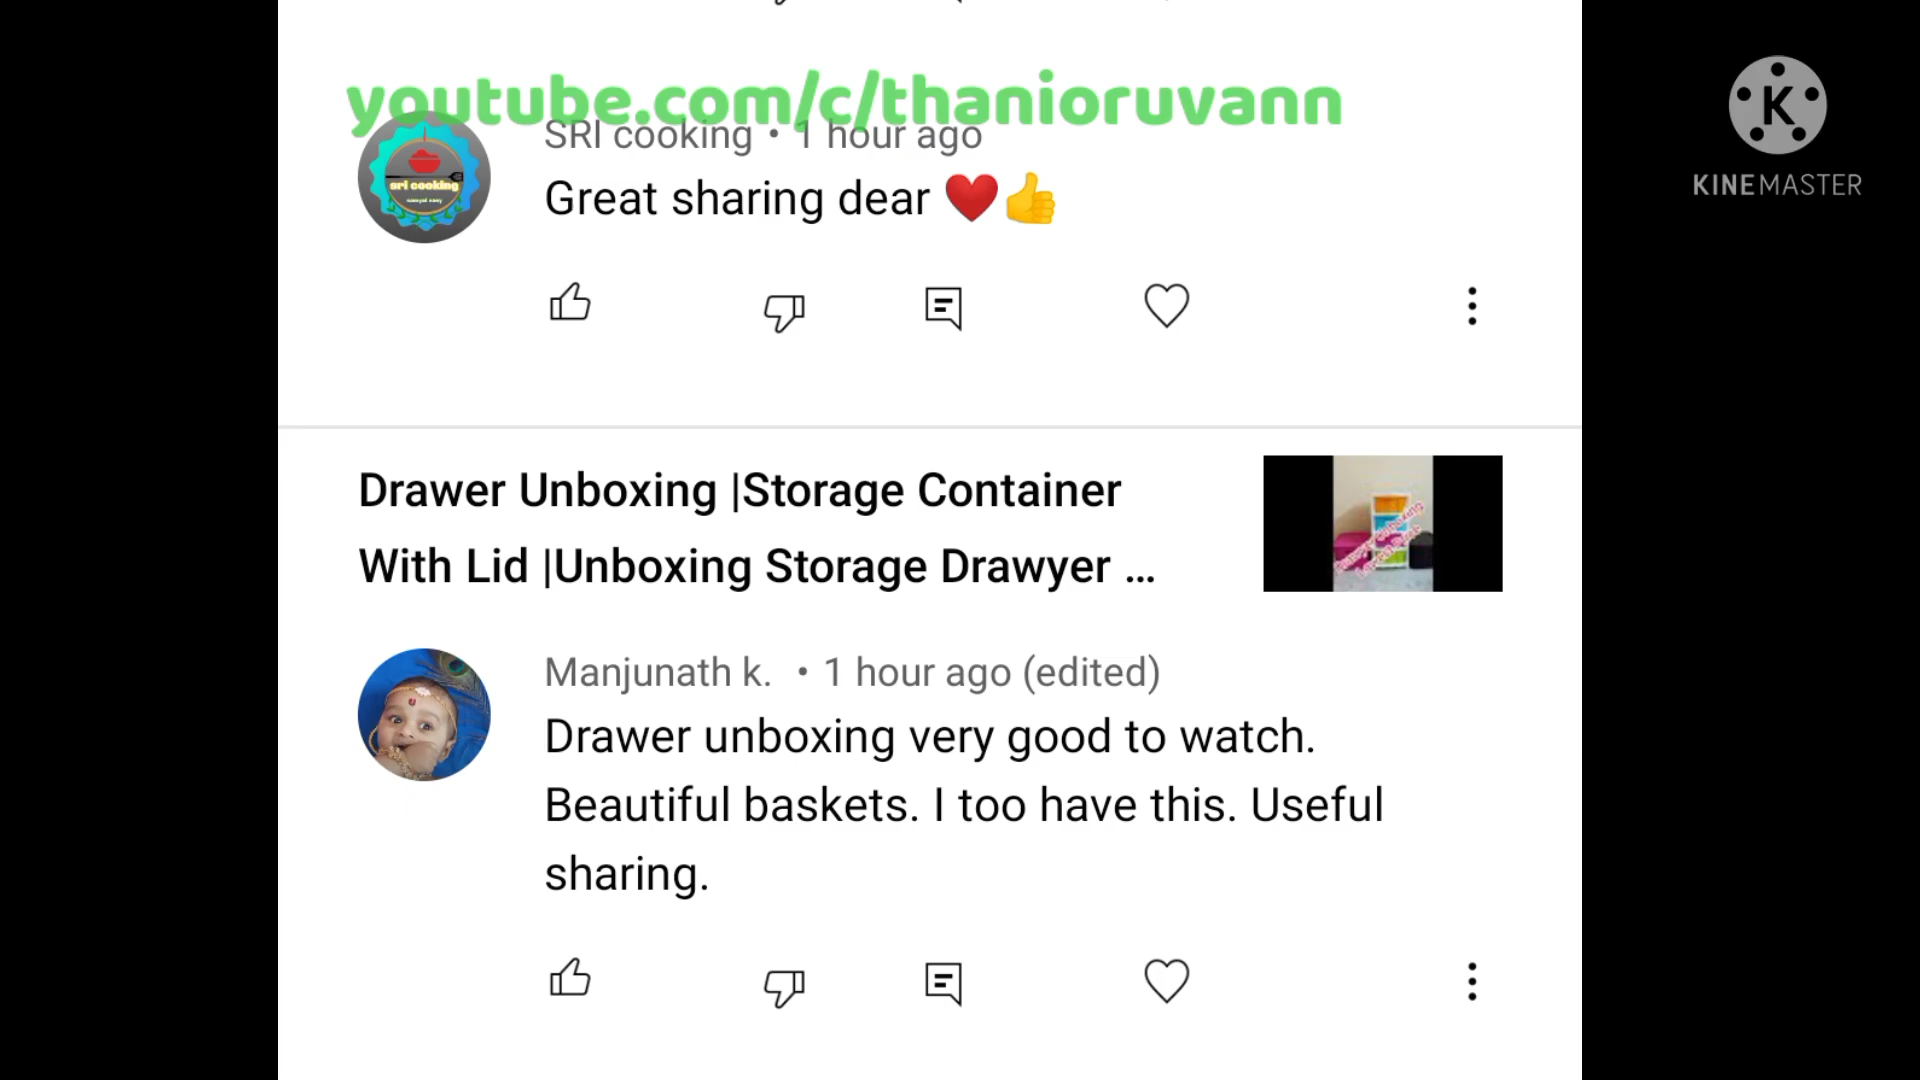 youtube.com/c/thanioruvann
SRI cooking • 1 hour ago
sri cooking
Great sharing dear ❤️👍
KINEMASTER
Drawer Unboxing |Storage Container
With Lid |Unboxing Storage Drawyer ...
Manjunath k. • 1 hour ago (edited)
Drawer unboxing very good to watch.
Beautiful baskets. I too have this. Useful
sharing.